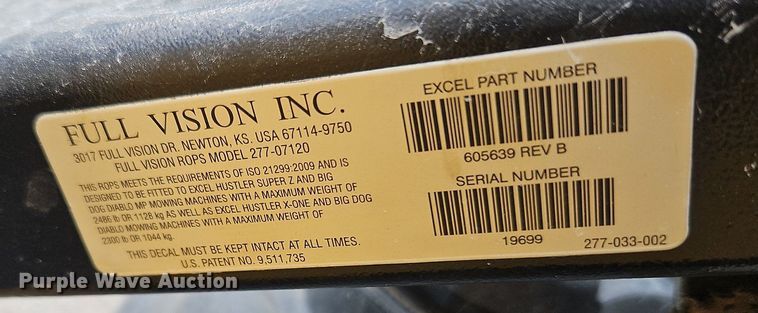 FULL VISION INC.
3017 FULL VISION DR. NEWTON, KS. USA 67114-9750
FULL VISION ROPS MODEL 277-07120
THIS ROPS MEETS THE REQUIREMENTS OF ISO 21299:2009 AND IS
DESIGNED TO BE FITTED TO EXCEL HUSTLER SUPER Z AND BIG
DOG DIABLO MP MOWING MACHINES WITH A MAXIMUM WEIGHT OF
2486 lb OR 1128 kg AS WELL AS EXCEL HUSTLER X-ONE AND BIG DOG
DIABLO MOWING MACHINES WITH A MAXIMUM WEIGHT OF
2300 lb OR 1044 kg.
THIS DECAL MUST BE KEPT INTACT AT ALL TIMES.
U.S. PATENT NO. 9,511,735
EXCEL PART NUMBER
605639 REV B
SERIAL NUMBER
19699
277-033-002
Purple Wave Auction